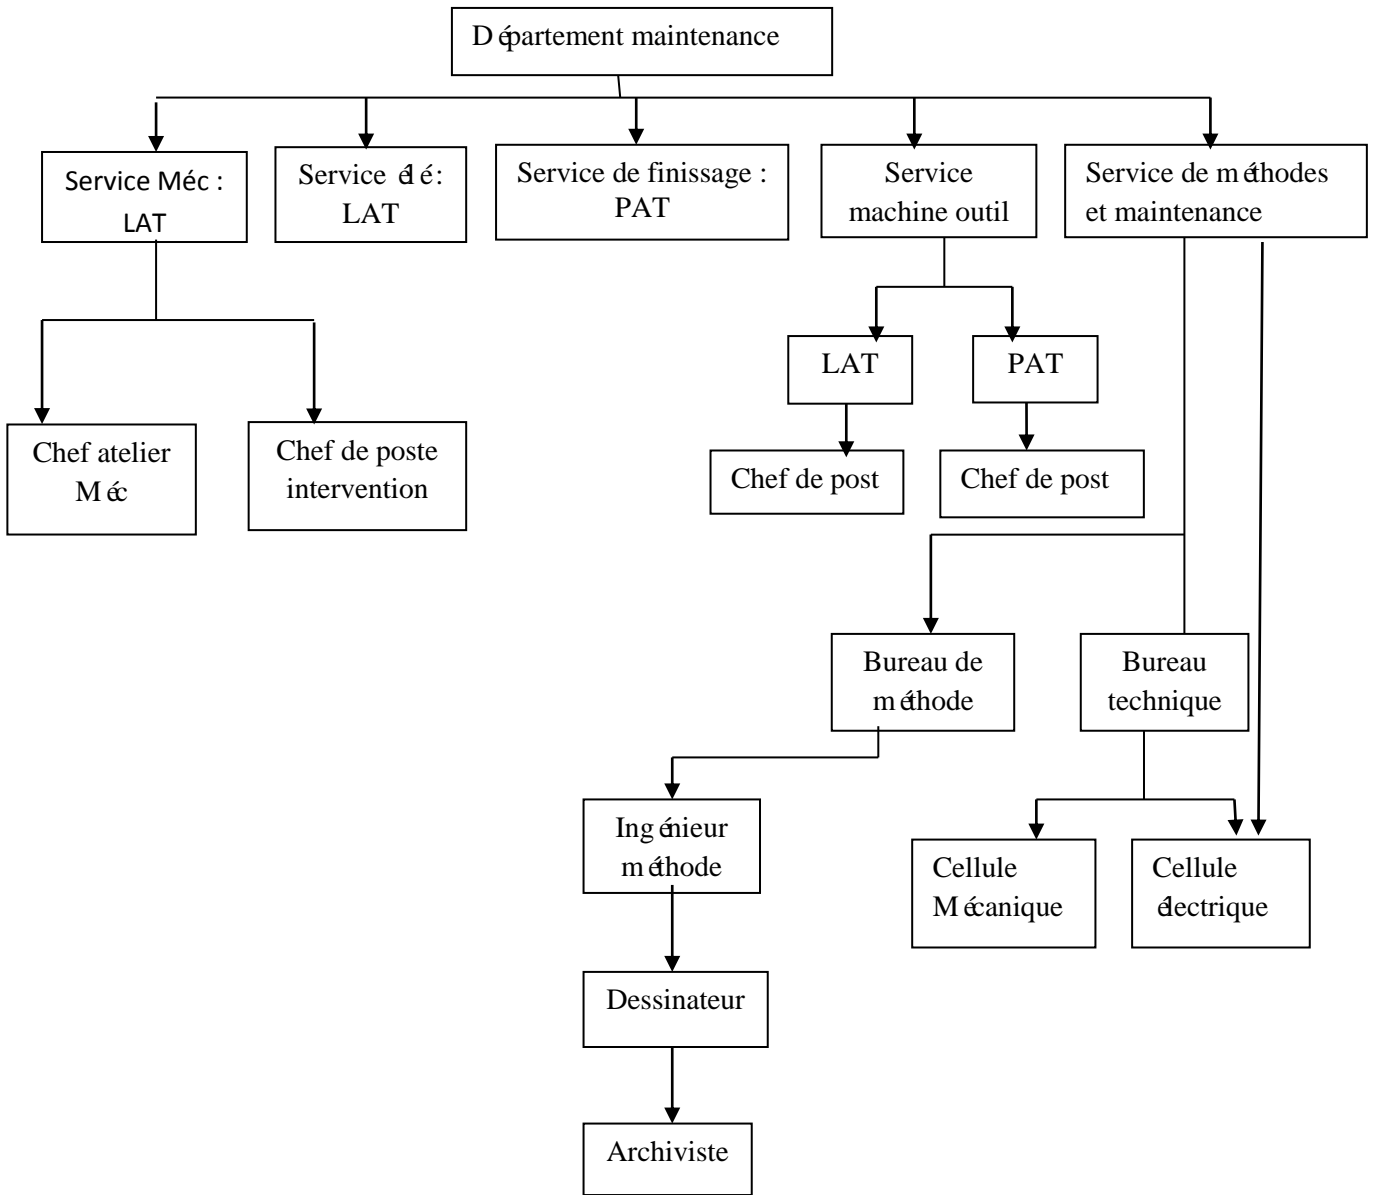 Département maintenance
Service Méc :
LAT
Service élé:
LAT
Service de finissage :
PAT
Service
machine outil
Service de méthodes
et maintenance
LAT
PAT
Chef atelier
Méc
Chef de poste
intervention
Chef de post
Chef de post
Bureau de
méthode
Bureau
technique
Ingénieur
méthode
Cellule
Mécanique
Cellule
électrique
Dessinateur
Archiviste